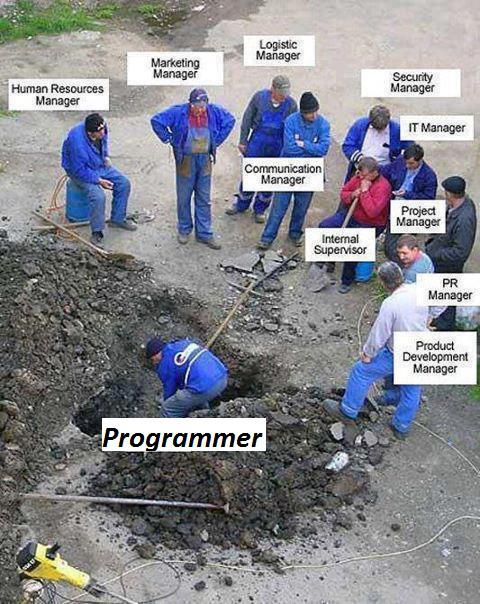 Logistic
Manager
Marketing
Manager
Security
Manager
Human Resources
Manager
IT Manager
Communication
Manager
Project
Manager
Internal
Supervisor
PR
Manager
Product
Development
Manager
Programmer